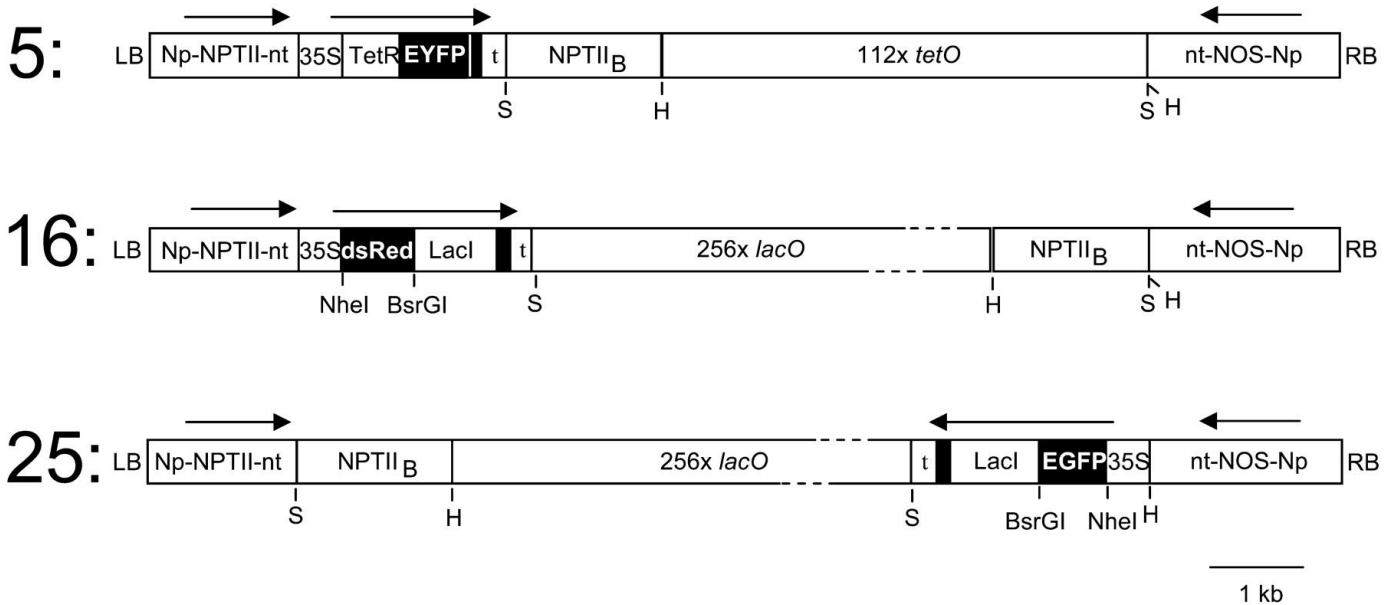 5: LB Np-NPTII-nt 35S TetR EYFP t NPTIIB 112x tetO nt-NOS-Np RB
S H S H
16: LB Np-NPTII-nt 35S dsRed LacI t 256x lacO NPTIIB nt-NOS-Np RB
NheI BsrGI S H S H
25: LB Np-NPTII-nt NPTIIB 256x lacO t LacI EGFP 35S nt-NOS-Np RB
S H S BsrGI NheI H
1 kb